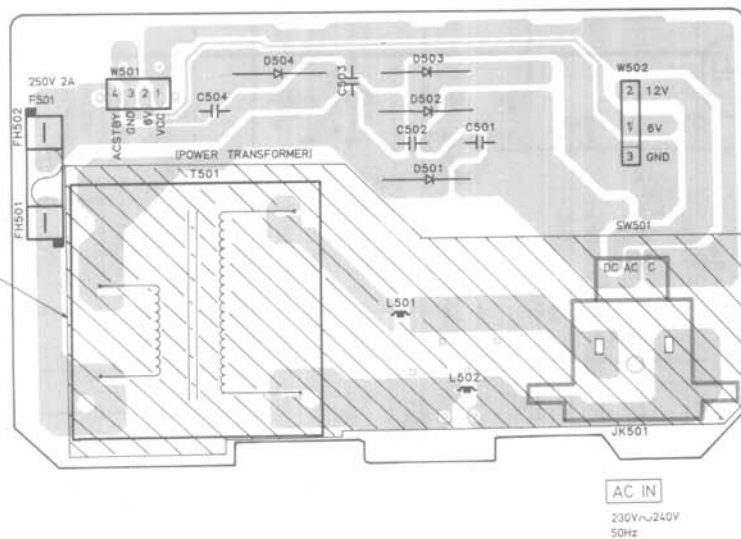 W501
4 3 2 1
ACSTBY
GND
6V
VCC
250V 2A
F501
FH502
FH501
D504
C504
C503
D503
D502
C502
C501
D501
W502
2 12V
1 6V
3 GND
(POWER TRANSFORMER)
T501
SW501
DC AC C
L501
L502
JK501
AC IN
230V~240V
50Hz